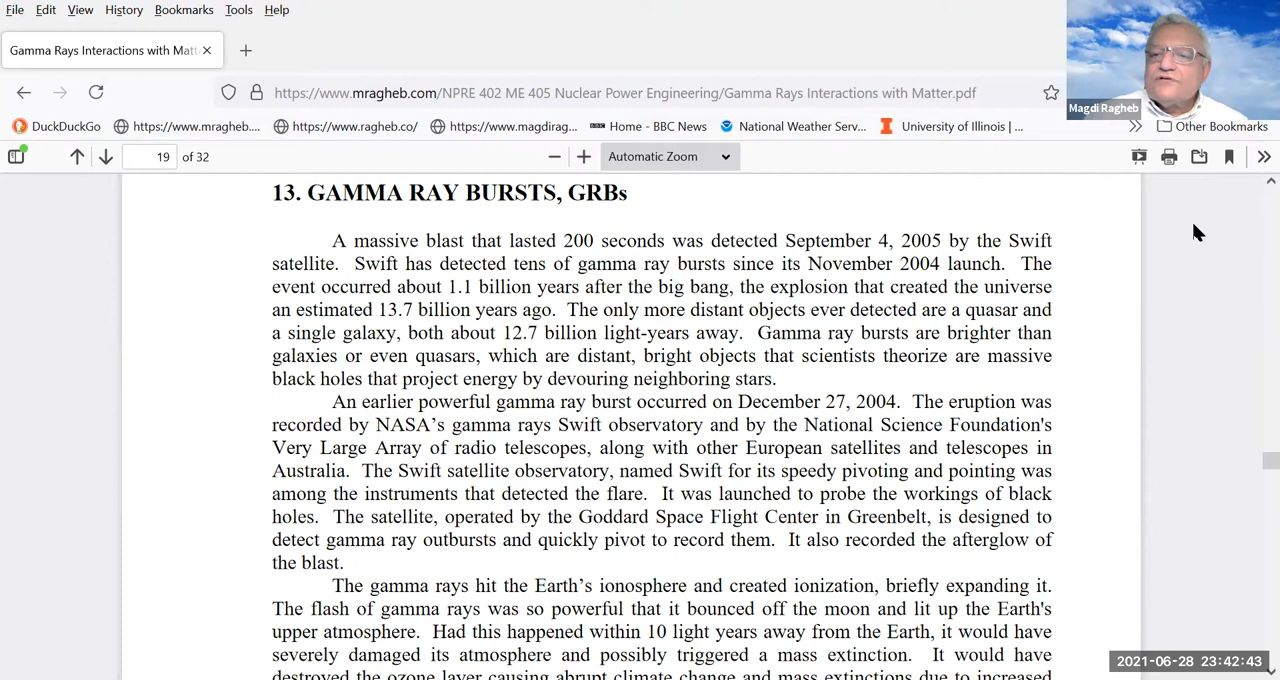 File Edit View History Bookmarks Tools Help
Gamma Rays Interactions with Matt
https://www.mragheb.com/NPRE 402 ME 405 Nuclear Power Engineering/Gamma Rays Interactions with Matter.pdf
Magdi Ragheb
DuckDuckGo https://www.mragheb.... https://www.ragheb.co/ https://www.magdirag... BBC Home - BBC News National Weather Serv... University of Illinois |... Other Bookmarks
19 of 32 Automatic Zoom
13. GAMMA RAY BURSTS, GRBs
A massive blast that lasted 200 seconds was detected September 4, 2005 by the Swift
satellite. Swift has detected tens of gamma ray bursts since its November 2004 launch. The
event occurred about 1.1 billion years after the big bang, the explosion that created the universe
an estimated 13.7 billion years ago. The only more distant objects ever detected are a quasar and
a single galaxy, both about 12.7 billion light-years away. Gamma ray bursts are brighter than
galaxies or even quasars, which are distant, bright objects that scientists theorize are massive
black holes that project energy by devouring neighboring stars.
An earlier powerful gamma ray burst occurred on December 27, 2004. The eruption was
recorded by NASA's gamma rays Swift observatory and by the National Science Foundation's
Very Large Array of radio telescopes, along with other European satellites and telescopes in
Australia. The Swift satellite observatory, named Swift for its speedy pivoting and pointing was
among the instruments that detected the flare. It was launched to probe the workings of black
holes. The satellite, operated by the Goddard Space Flight Center in Greenbelt, is designed to
detect gamma ray outbursts and quickly pivot to record them. It also recorded the afterglow of
the blast.
The gamma rays hit the Earth's ionosphere and created ionization, briefly expanding it.
The flash of gamma rays was so powerful that it bounced off the moon and lit up the Earth's
upper atmosphere. Had this happened within 10 light years away from the Earth, it would have
severely damaged its atmosphere and possibly triggered a mass extinction. It would have
destroyed the ozone layer causing abrupt climate change and mass extinctions due to increased
2021-06-28 23:42:43